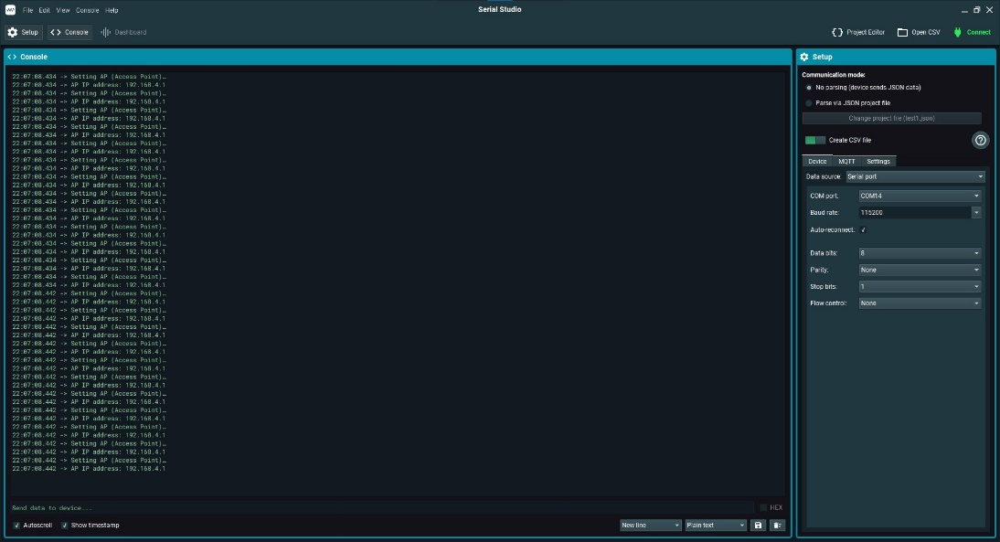 File Edit View Console Help
Serial Studio
Setup
Console
Dashboard
Project Editor
Open CSV
Connect
Console
22:07:08.434 -> Setting AP (Access Point)…
22:07:08.434 -> AP IP address: 192.168.4.1
22:07:08.434 -> Setting AP (Access Point)…
22:07:08.434 -> AP IP address: 192.168.4.1
22:07:08.434 -> Setting AP (Access Point)…
22:07:08.434 -> AP IP address: 192.168.4.1
22:07:08.434 -> Setting AP (Access Point)…
22:07:08.434 -> AP IP address: 192.168.4.1
22:07:08.434 -> Setting AP (Access Point)…
22:07:08.434 -> AP IP address: 192.168.4.1
22:07:08.434 -> Setting AP (Access Point)…
22:07:08.434 -> AP IP address: 192.168.4.1
22:07:08.434 -> Setting AP (Access Point)…
22:07:08.434 -> AP IP address: 192.168.4.1
22:07:08.434 -> Setting AP (Access Point)…
22:07:08.434 -> AP IP address: 192.168.4.1
22:07:08.434 -> Setting AP (Access Point)…
22:07:08.434 -> AP IP address: 192.168.4.1
22:07:08.434 -> Setting AP (Access Point)…
22:07:08.434 -> AP IP address: 192.168.4.1
22:07:08.434 -> Setting AP (Access Point)…
22:07:08.434 -> AP IP address: 192.168.4.1
22:07:08.434 -> Setting AP (Access Point)…
22:07:08.434 -> AP IP address: 192.168.4.1
22:07:08.434 -> Setting AP (Access Point)…
22:07:08.434 -> AP IP address: 192.168.4.1
22:07:08.442 -> Setting AP (Access Point)…
22:07:08.442 -> AP IP address: 192.168.4.1
22:07:08.442 -> Setting AP (Access Point)…
22:07:08.442 -> AP IP address: 192.168.4.1
22:07:08.442 -> Setting AP (Access Point)…
22:07:08.442 -> AP IP address: 192.168.4.1
22:07:08.442 -> Setting AP (Access Point)…
22:07:08.442 -> AP IP address: 192.168.4.1
22:07:08.442 -> Setting AP (Access Point)…
22:07:08.442 -> AP IP address: 192.168.4.1
22:07:08.442 -> Setting AP (Access Point)…
22:07:08.442 -> AP IP address: 192.168.4.1
22:07:08.442 -> Setting AP (Access Point)…
22:07:08.442 -> AP IP address: 192.168.4.1
22:07:08.442 -> Setting AP (Access Point)…
22:07:08.442 -> AP IP address: 192.168.4.1
22:07:08.442 -> Setting AP (Access Point)…
22:07:08.442 -> AP IP address: 192.168.4.1
22:07:08.442 -> Setting AP (Access Point)…
22:07:08.442 -> AP IP address: 192.168.4.1
22:07:08.442 -> Setting AP (Access Point)…
22:07:08.442 -> AP IP address: 192.168.4.1
Send data to device...
HEX
Autoscroll
Show timestamp
New line
Plain text
Setup
Communication mode:
No parsing (device sends JSON data)
Parse via JSON project file
Change project file (test1.json)
Create CSV file
Device MQTT Settings
Data source: Serial port
COM port: COM14
Baud rate: 115200
Auto-reconnect:
Data bits: 8
Parity: None
Stop bits: 1
Flow control: None